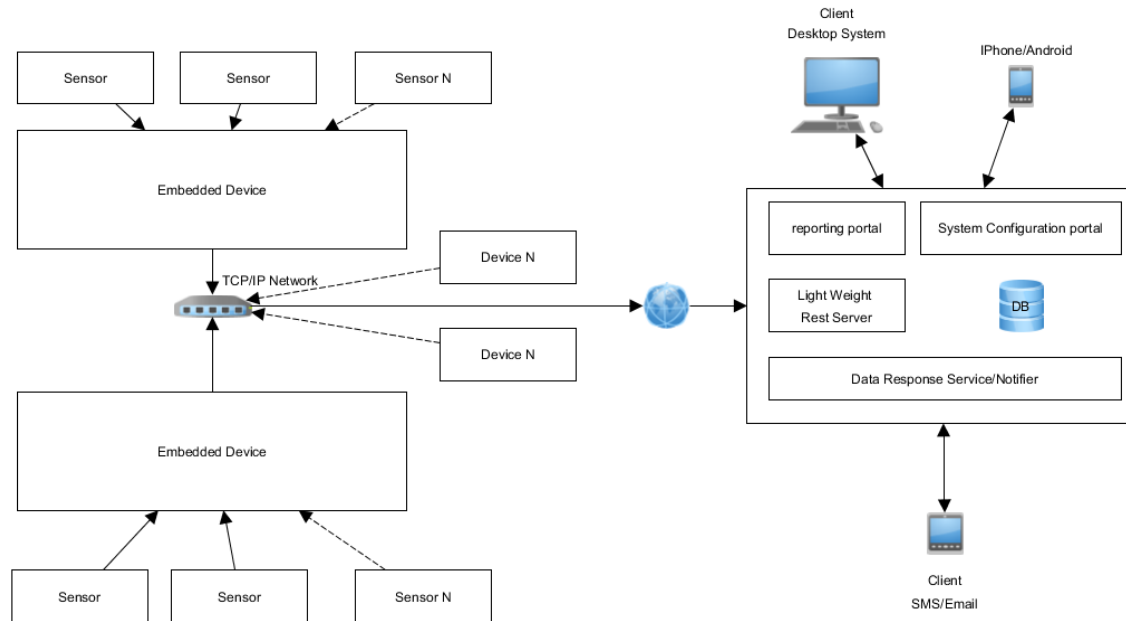 Client
Desktop System
IPhone/Android
Sensor
Sensor
Sensor N
Embedded Device
reporting portal
System Configuration portal
Device N
TCP/IP Network
Light Weight
Rest Server
DB
Device N
Data Response Service/Notifier
Embedded Device
Sensor
Sensor
Sensor N
Client
SMS/Email